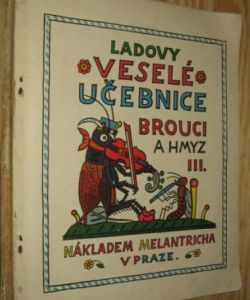 LADOVY
VESELÉ
UČEBNICE
BROUCI
A HMYZ
III.
NÁKLADEM MELANTRICHA
V PRAZE.